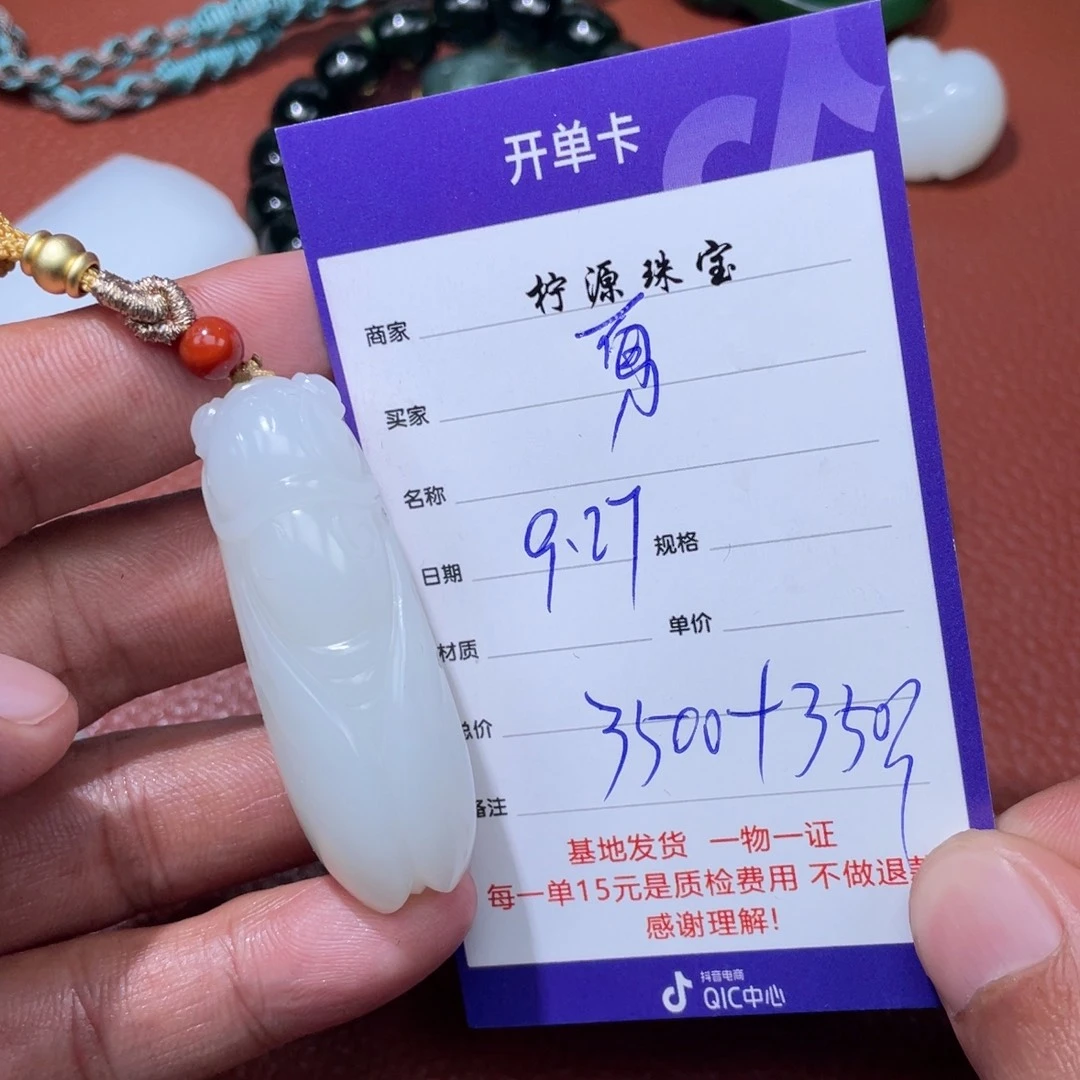 开单卡
柠源珠宝
商家
买家 勇
名称
日期 9.27 规格
材质 单价
总价 3500+350
备注
基地发货 一物一证
每一单15元是质检费用 不做退款
感谢理解!
抖音电商
QIC中心